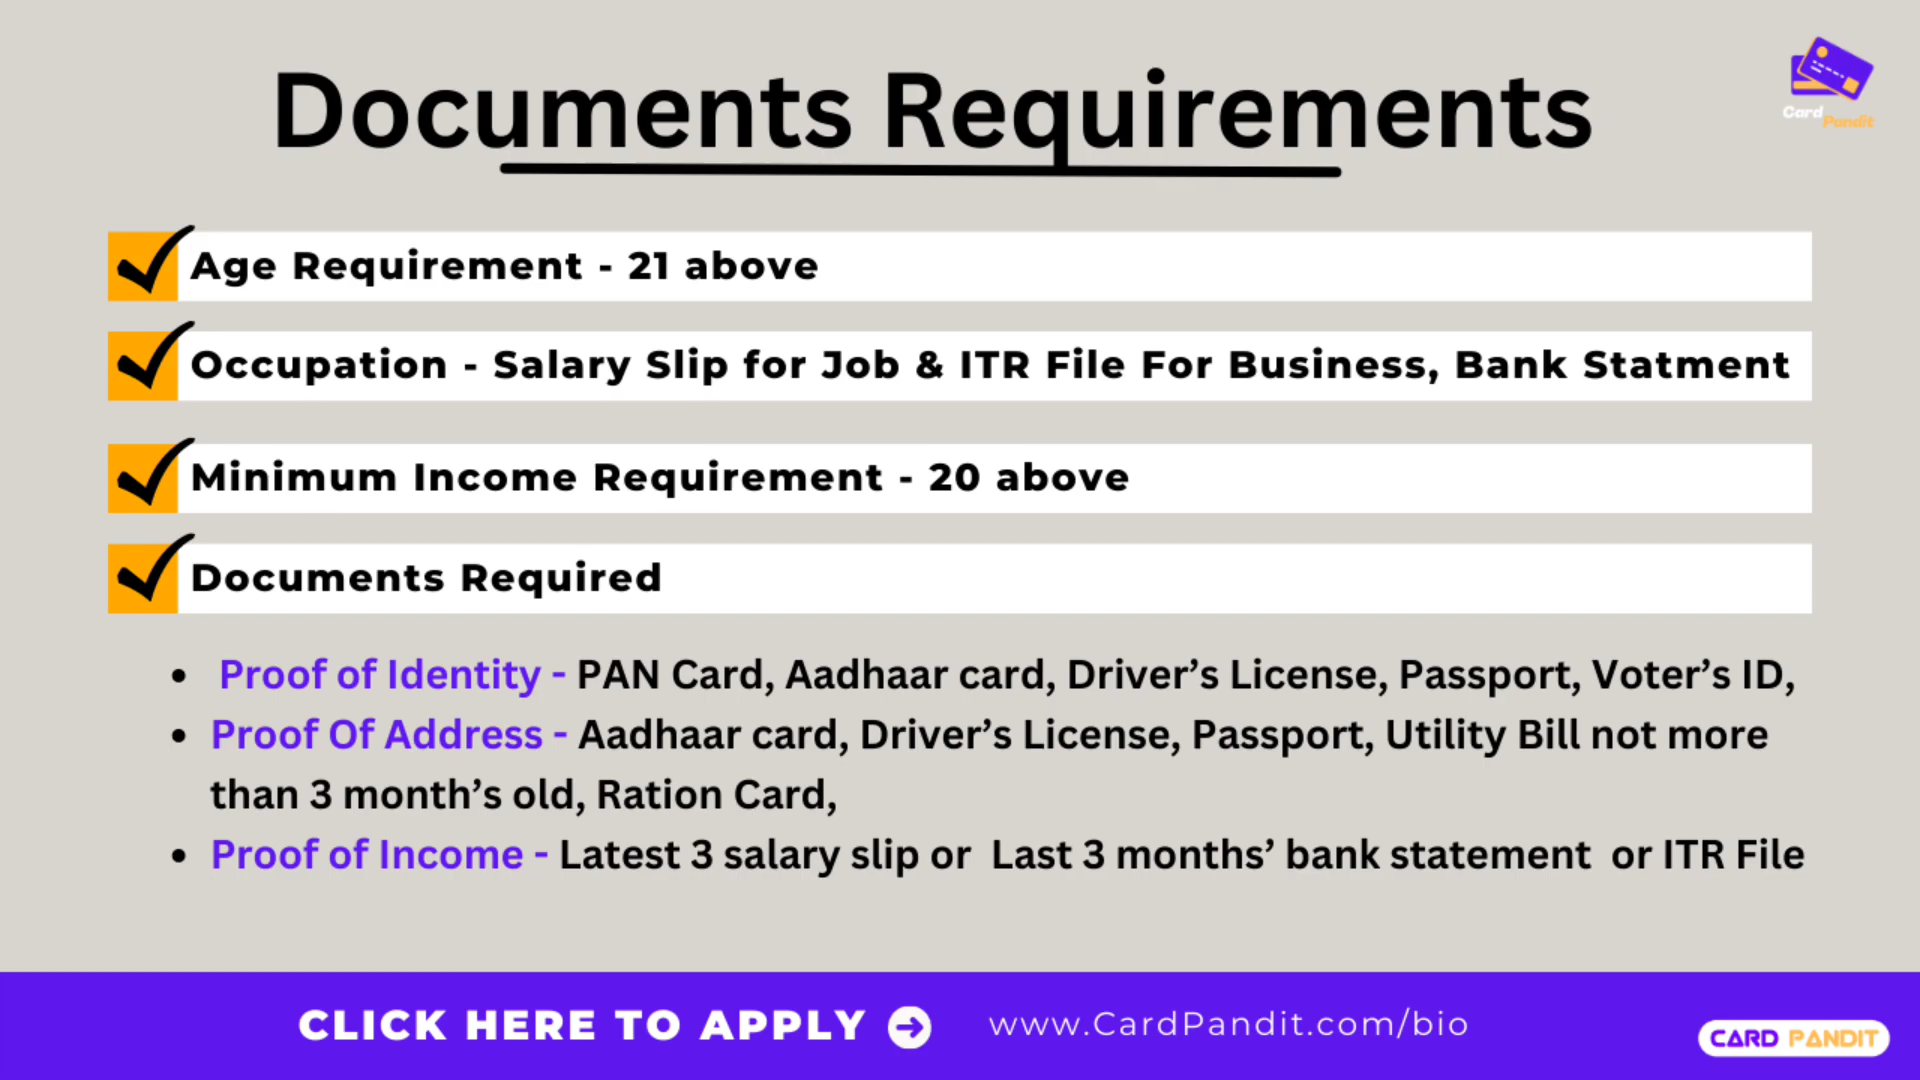 Documents Requirements
Card
Pandit
Age Requirement - 21 above
Occupation - Salary Slip for Job & ITR File For Business, Bank Statment
Minimum Income Requirement - 20 above
Documents Required
• Proof of Identity - PAN Card, Aadhaar card, Driver’s License, Passport, Voter’s ID,
• Proof Of Address - Aadhaar card, Driver’s License, Passport, Utility Bill not more
than 3 month’s old, Ration Card,
• Proof of Income - Latest 3 salary slip or Last 3 months’ bank statement or ITR File
CLICK HERE TO APPLY www.CardPandit.com/bio
CARD PANDIT